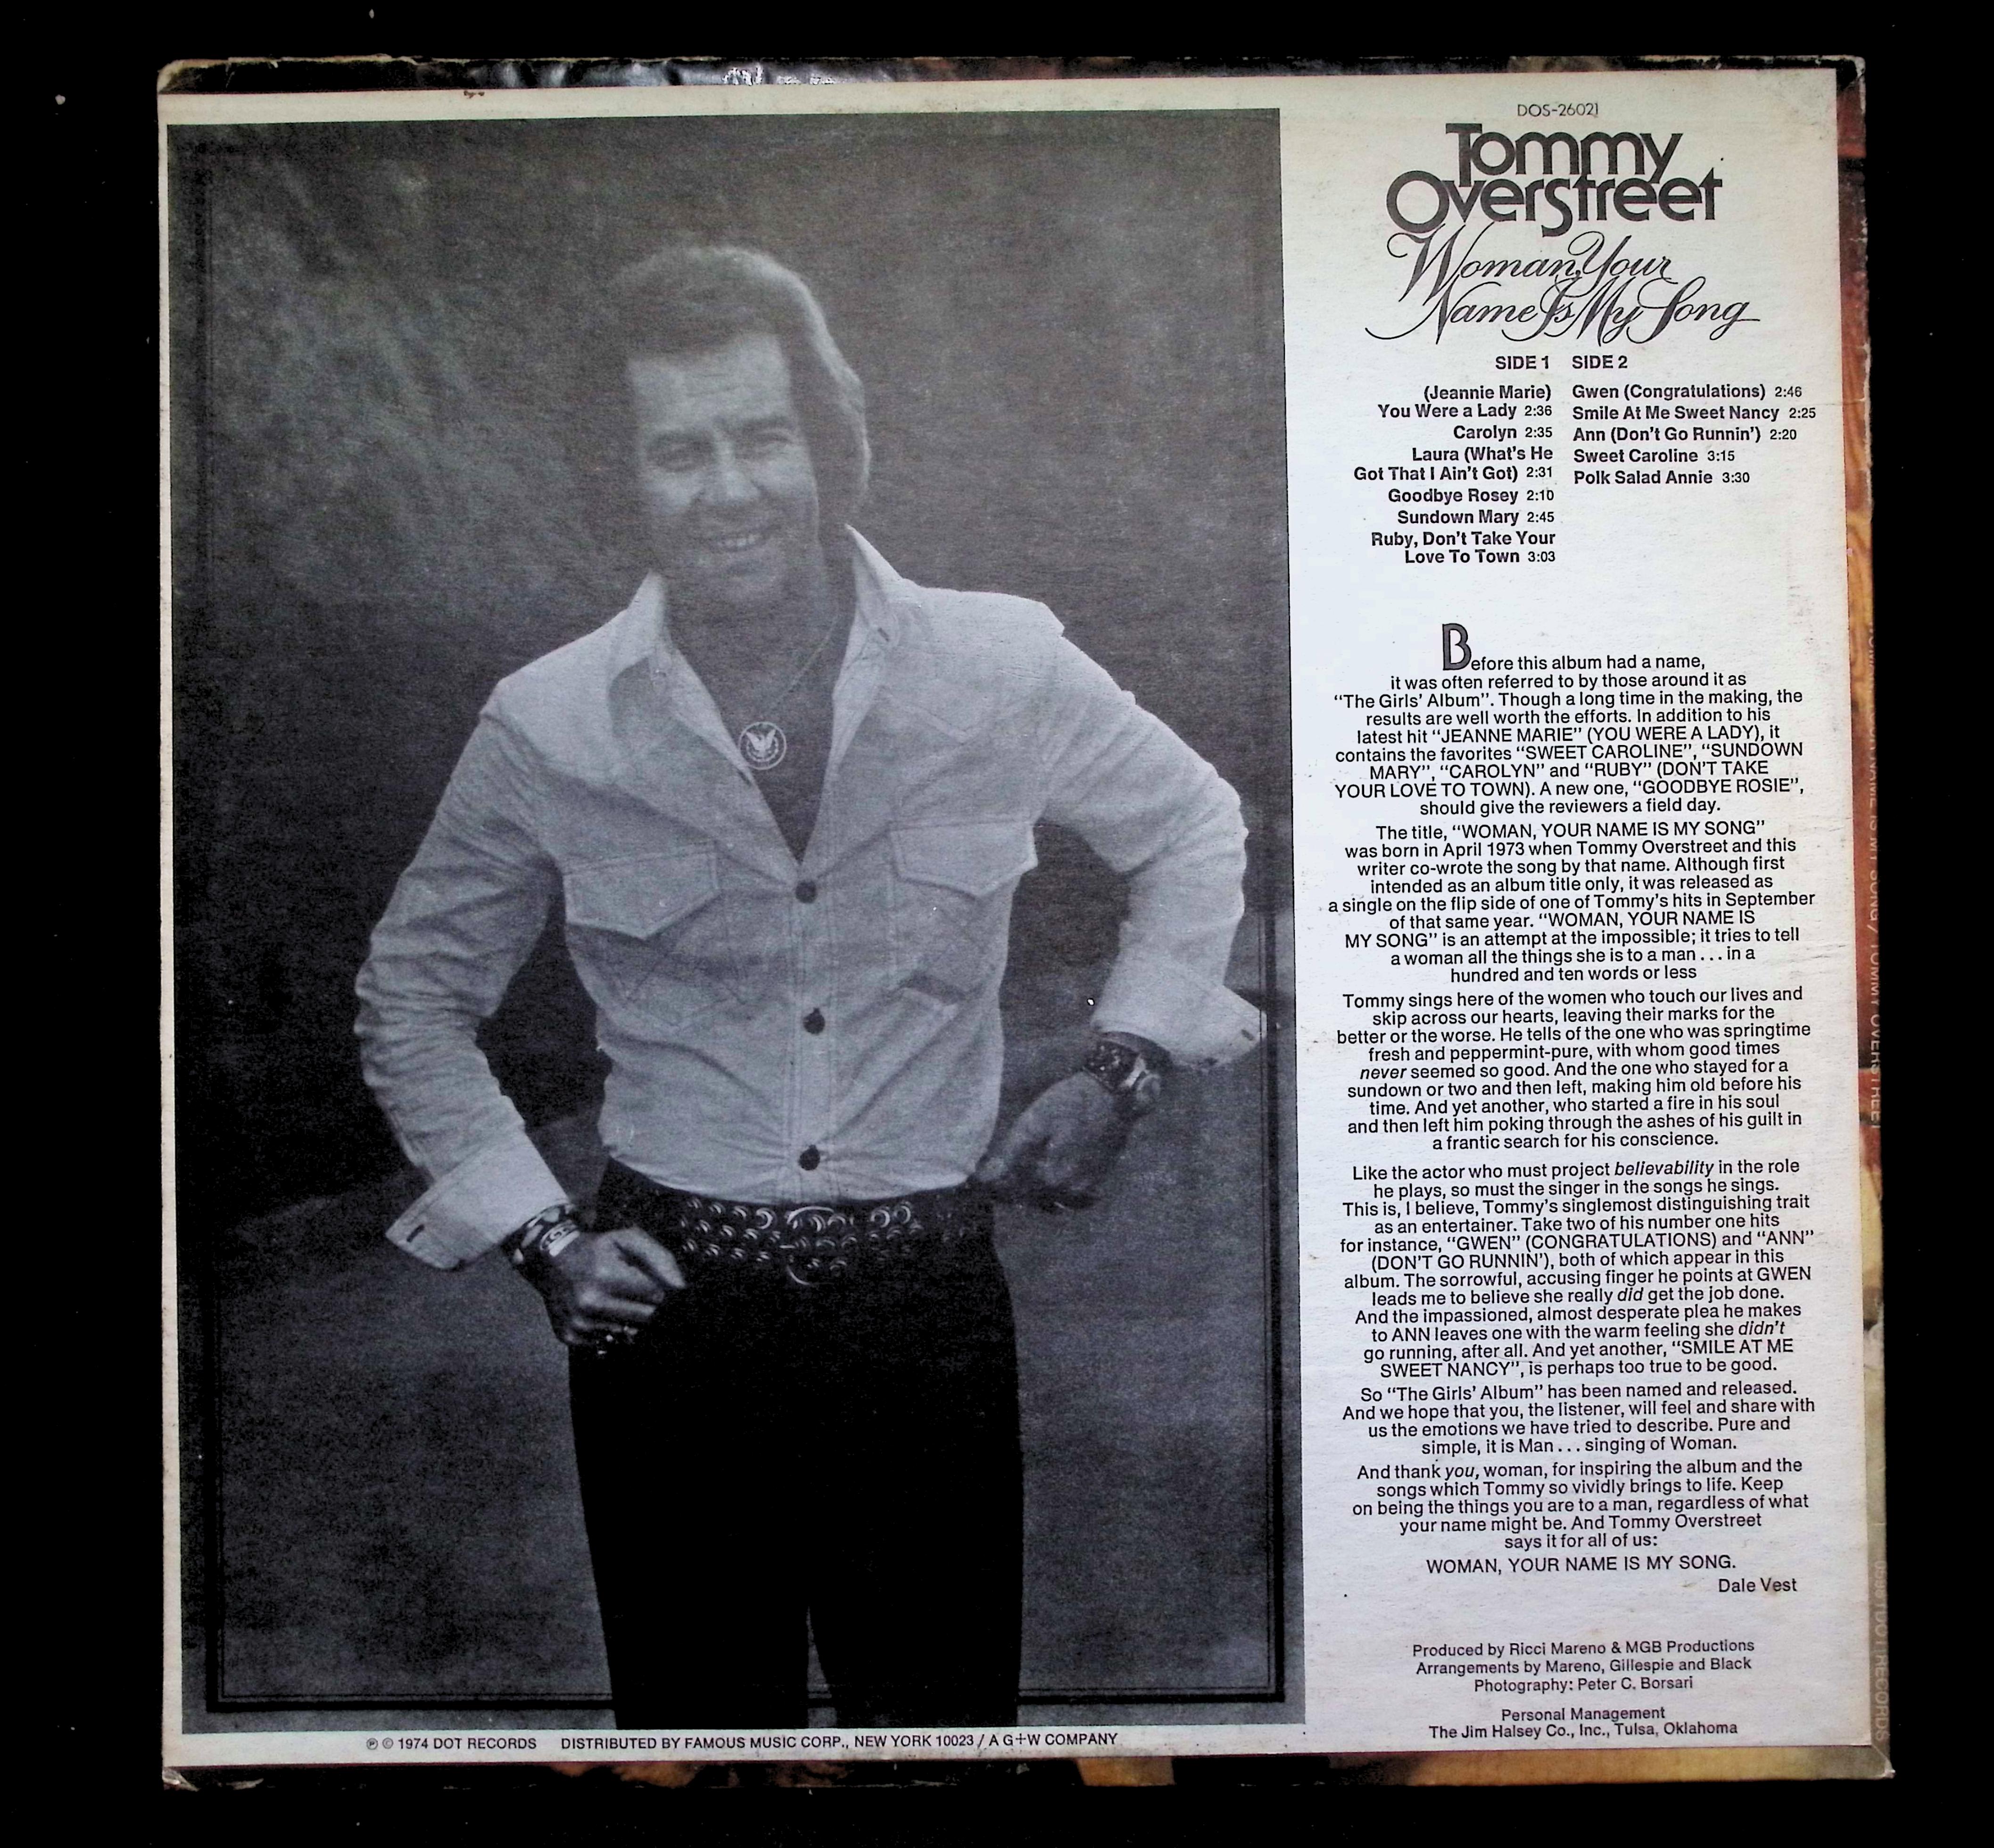 DOS-26021
Tommy
Overstreet
Woman, Your
Name Is My Song
SIDE 1
(Jeannie Marie)
You Were a Lady 2:36
Carolyn 2:35
Laura (What's He
Got That I Ain't Got) 2:31
Goodbye Rosey 2:10
Sundown Mary 2:45
Ruby, Don't Take Your
Love To Town 3:03
SIDE 2
Gwen (Congratulations) 2:46
Smile At Me Sweet Nancy 2:25
Ann (Don't Go Runnin') 2:20
Sweet Caroline 3:15
Polk Salad Annie 3:30
Before this album had a name,
it was often referred to by those around it as
"The Girls' Album". Though a long time in the making, the
results are well worth the efforts. In addition to his
latest hit "JEANNE MARIE" (YOU WERE A LADY), it
contains the favorites "SWEET CAROLINE", "SUNDOWN
MARY", "CAROLYN" and "RUBY" (DON'T TAKE
YOUR LOVE TO TOWN). A new one, "GOODBYE ROSIE",
should give the reviewers a field day.
The title, "WOMAN, YOUR NAME IS MY SONG"
was born in April 1973 when Tommy Overstreet and this
writer co-wrote the song by that name. Although first
intended as an album title only, it was released as
a single on the flip side of one of Tommy's hits in September
of that same year. "WOMAN, YOUR NAME IS
MY SONG" is an attempt at the impossible; it tries to tell
a woman all the things she is to a man . . . in a
hundred and ten words or less
Tommy sings here of the women who touch our lives and
skip across our hearts, leaving their marks for the
better or the worse. He tells of the one who was springtime
fresh and peppermint-pure, with whom good times
never seemed so good. And the one who stayed for a
sundown or two and then left, making him old before his
time. And yet another, who started a fire in his soul
and then left him poking through the ashes of his guilt in
a frantic search for his conscience.
Like the actor who must project believability in the role
he plays, so must the singer in the songs he sings.
This is, I believe, Tommy's singlemost distinguishing trait
as an entertainer. Take two of his number one hits
for instance, "GWEN" (CONGRATULATIONS) and "ANN"
(DON'T GO RUNNIN'), both of which appear in this
album. The sorrowful, accusing finger he points at GWEN
leads me to believe she really did get the job done.
And the impassioned, almost desperate plea he makes
to ANN leaves one with the warm feeling she didn't
go running, after all. And yet another, "SMILE AT ME
SWEET NANCY", is perhaps too true to be good.
So "The Girls' Album" has been named and released.
And we hope that you, the listener, will feel and share with
us the emotions we have tried to describe. Pure and
simple, it is Man . . . singing of Woman.
And thank you, woman, for inspiring the album and the
songs which Tommy so vividly brings to life. Keep
on being the things you are to a man, regardless of what
your name might be. And Tommy Overstreet
says it for all of us:
WOMAN, YOUR NAME IS MY SONG.
Dale Vest
Produced by Ricci Mareno & MGB Productions
Arrangements by Mareno, Gillespie and Black
Photography: Peter C. Borsari
Personal Management
The Jim Halsey Co., Inc., Tulsa, Oklahoma
℗ © 1974 DOT RECORDS DISTRIBUTED BY FAMOUS MUSIC CORP., NEW YORK 10023 / A G+W COMPANY